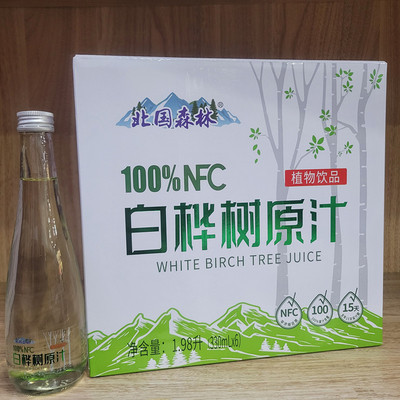 北国森林®
100%NFC
植物饮品
白桦树原汁
WHITE BIRCH TREE JUICE
NFC
100
15天
净含量：1.98升（330mlx6）
100%NFC
白桦树原汁